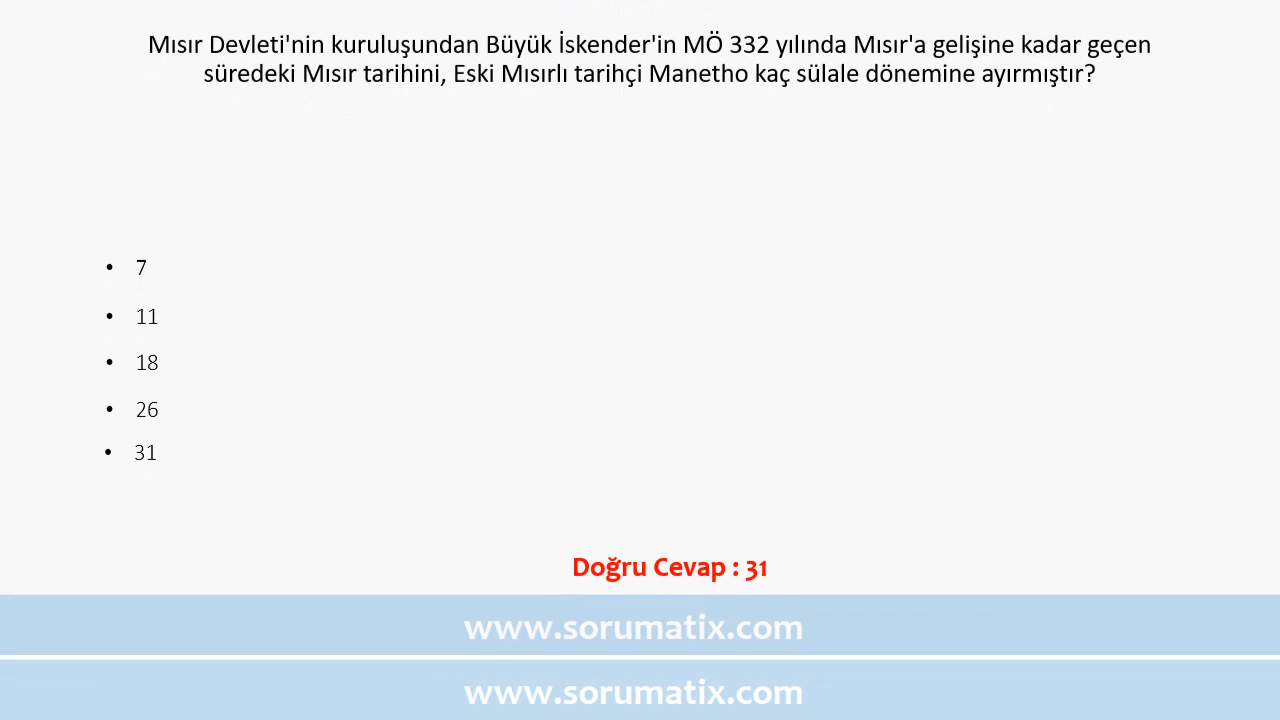 Mısır Devleti'nin kuruluşundan Büyük İskender'in MÖ 332 yılında Mısır'a gelişine kadar geçen
süredeki Mısır tarihini, Eski Mısırlı tarihçi Manetho kaç sülale dönemine ayırmıştır?
• 7
• 11
• 18
• 26
• 31
Doğru Cevap : 31
www.sorumatix.com
www.sorumatix.com